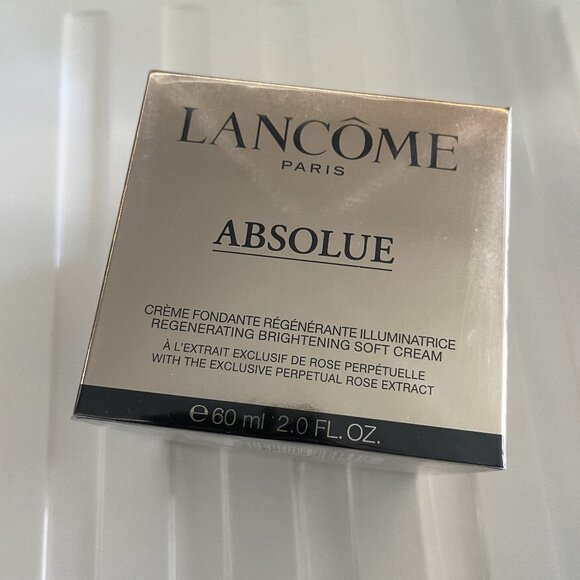 LANCÔME
PARIS
ABSOLUE
CRÈME FONDANTE RÉGÉNÉRANTE ILLUMINATRICE
REGENERATING BRIGHTENING SOFT CREAM
À L'EXTRAIT EXCLUSIF DE ROSE PERPÉTUELLE
WITH THE EXCLUSIVE PERPETUAL ROSE EXTRACT
℮ 60 ml 2.0 FL. OZ.